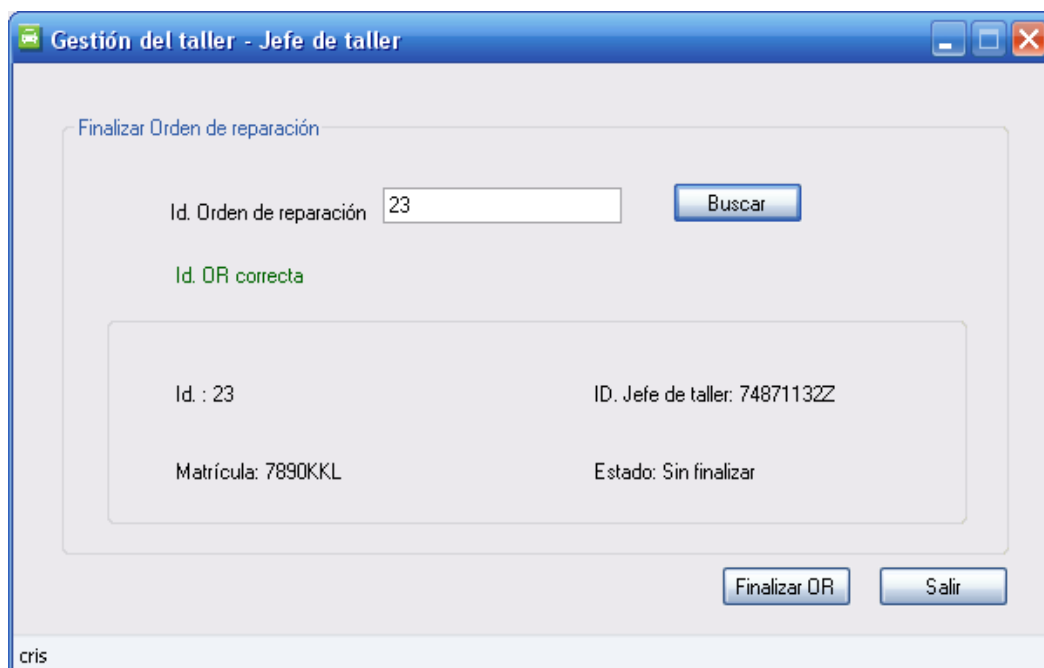 Gestión del taller - Jefe de taller
Finalizar Orden de reparación
Id. Orden de reparación 23 Buscar
Id. OR correcta
Id. : 23 ID. Jefe de taller: 74871132Z
Matrícula: 7890KKL Estado: Sin finalizar
Finalizar OR Salir
cris